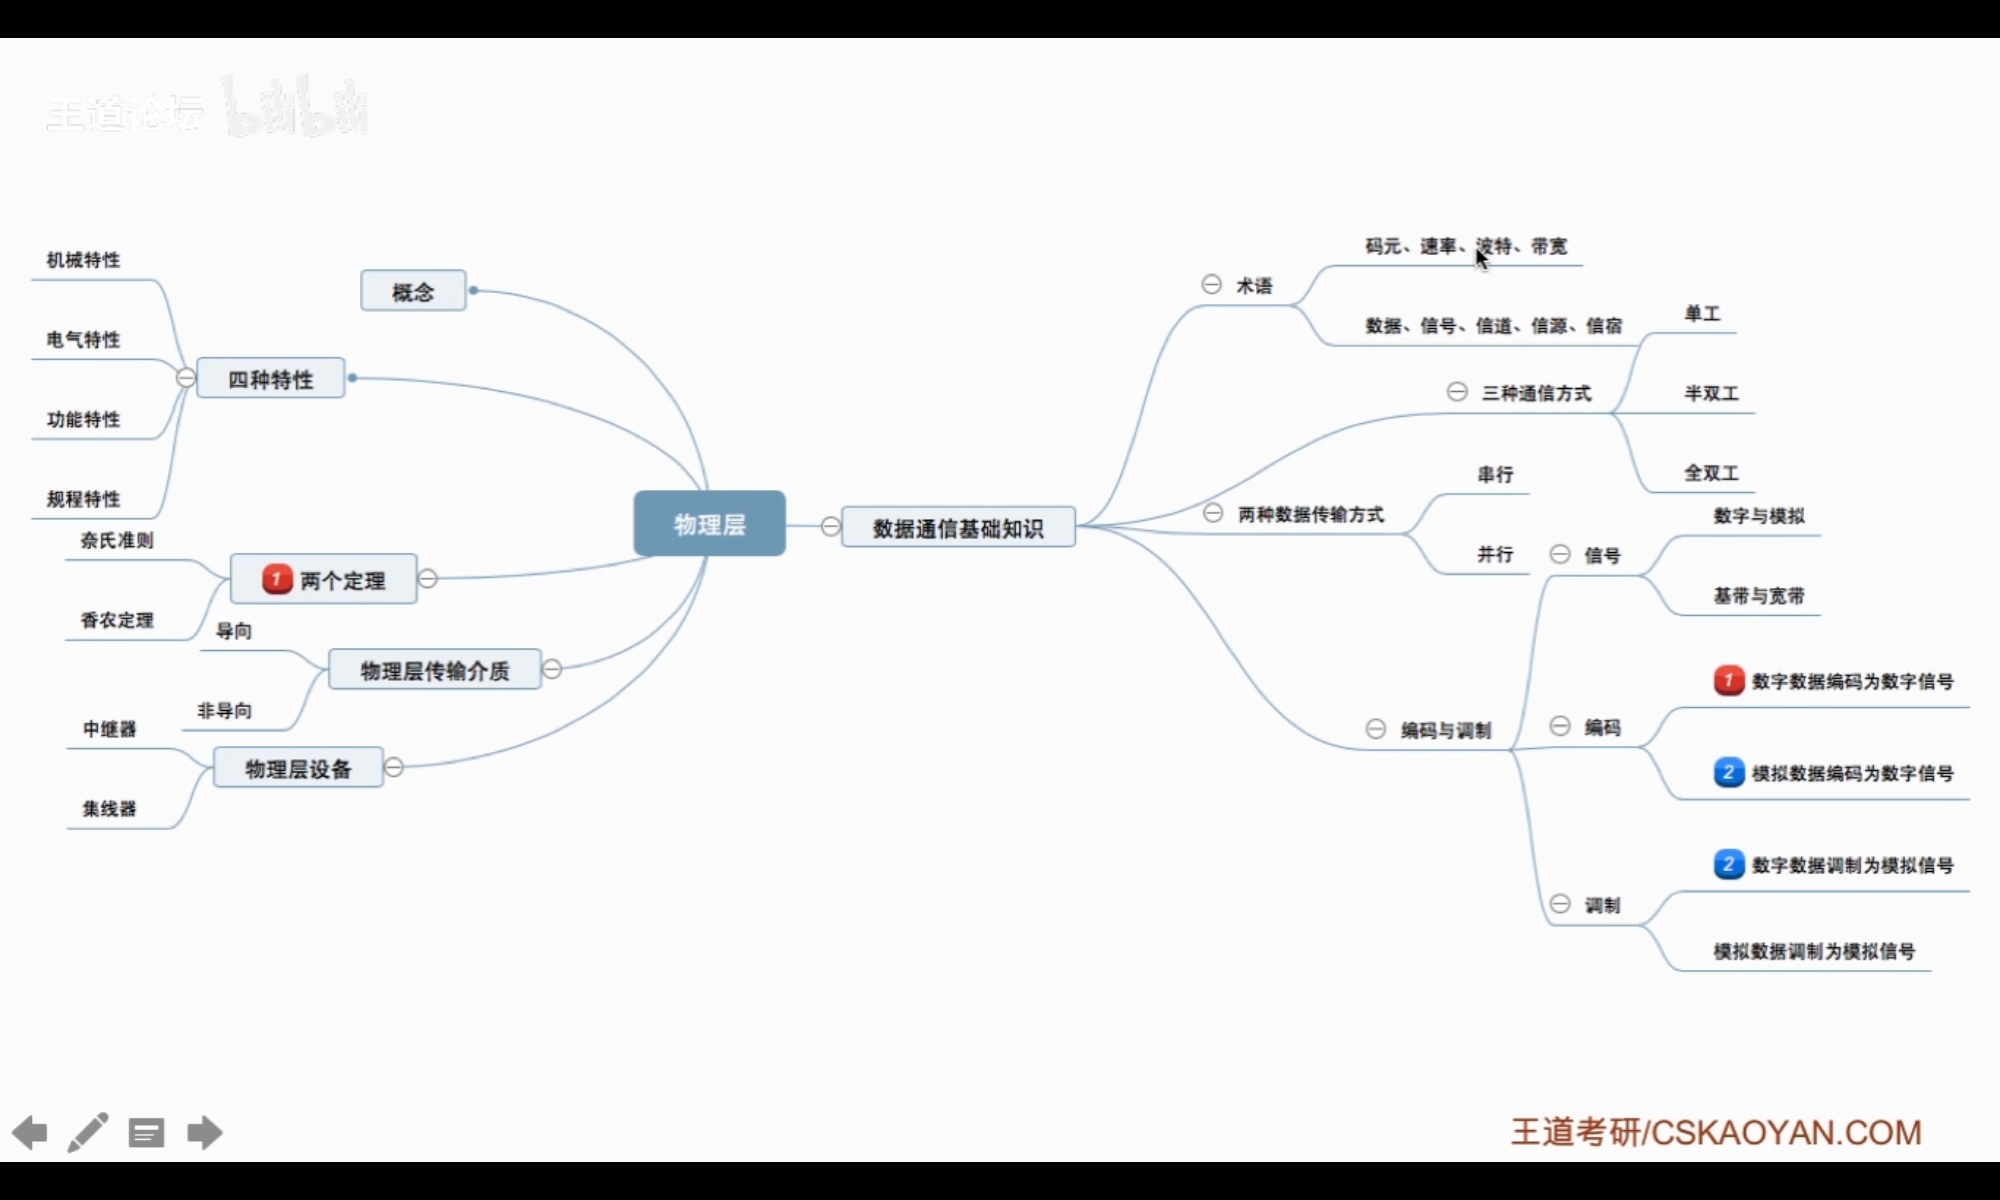 王道论坛 bilibili
机械特性
电气特性
功能特性
规程特性
概念
四种特性
奈氏准则
香农定理
1 两个定理
导向
非导向
物理层传输介质
中继器
集线器
物理层设备
物理层
数据通信基础知识
术语
码元、速率、波特、带宽
数据、信号、信道、信源、信宿
三种通信方式
单工
半双工
全双工
两种数据传输方式
串行
并行
编码与调制
信号
数字与模拟
基带与宽带
编码
1 数字数据编码为数字信号
2 模拟数据编码为数字信号
调制
2 数字数据调制为模拟信号
模拟数据调制为模拟信号
王道考研/CSKAOYAN.COM